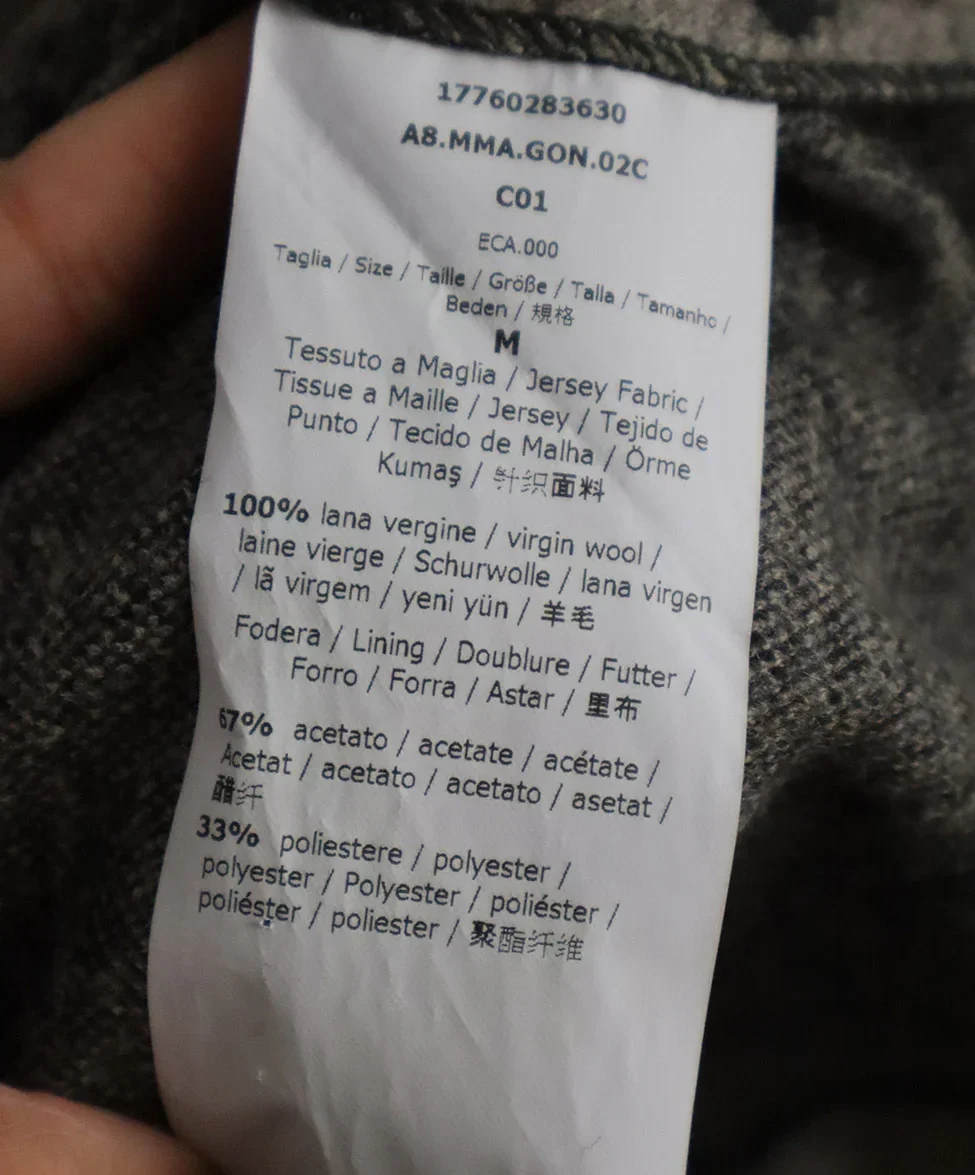 17760283630
A8.MMA.GON.02C
C01
ECA.000
Taglia / Size / Taille / Größe / Talla / Tamanho /
Beden / 規格
M
Tessuto a Maglia / Jersey Fabric /
Tissue a Maille / Jersey / Tejido de
Punto / Tecido de Malha / Örme
Kumaş / 针织面料
100% lana vergine / virgin wool /
laine vierge / Schurwolle / lana virgen
/ lã virgem / yeni yün / 羊毛
Fodera / Lining / Doublure / Futter /
Forro / Forra / Astar / 里布
67% acetato / acetate / acétate /
Acetat / acetato / acetato / asetat /
醋纤
33% poliestere / polyester /
polyester / Polyester / poliéster /
poliéster / poliester / 聚酯纤维